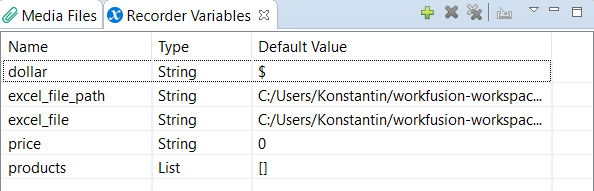 Media Files Recorder Variables
Name Type Default Value
dollar String $
excel_file_path String C:/Users/Konstantin/workfusion-workspac...
excel_file String C:/Users/Konstantin/workfusion-workspac...
price String 0
products List []